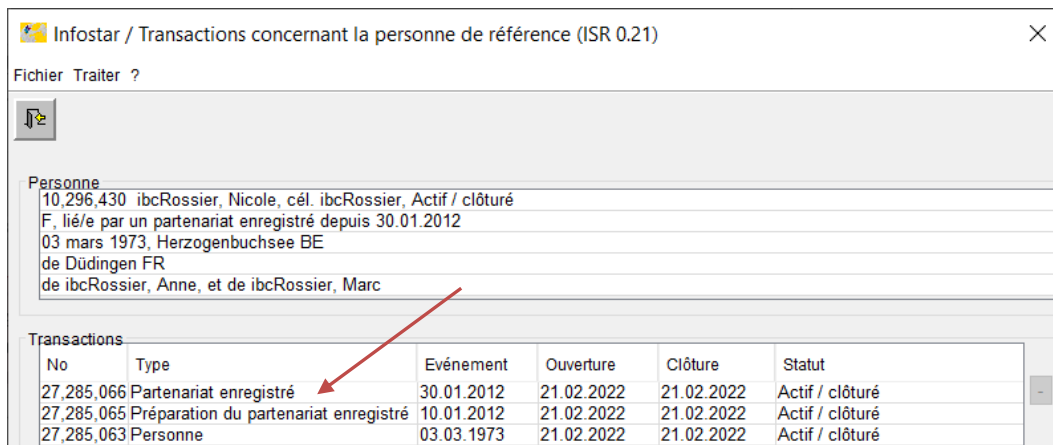 Infostar / Transactions concernant la personne de référence (ISR 0.21)
Fichier Traiter ?
Personne
10,296,430 ibcRossier, Nicole, cél. ibcRossier, Actif / clôturé
F, lié/e par un partenariat enregistré depuis 30.01.2012
03 mars 1973, Herzogenbuchsee BE
de Düdingen FR
de ibcRossier, Anne, et de ibcRossier, Marc
Transactions
No Type Evénement Ouverture Clôture Statut
27,285,066 Partenariat enregistré 30.01.2012 21.02.2022 21.02.2022 Actif / clôturé
27,285,065 Préparation du partenariat enregistré 10.01.2012 21.02.2022 21.02.2022 Actif / clôturé
27,285,063 Personne 03.03.1973 21.02.2022 21.02.2022 Actif / clôturé